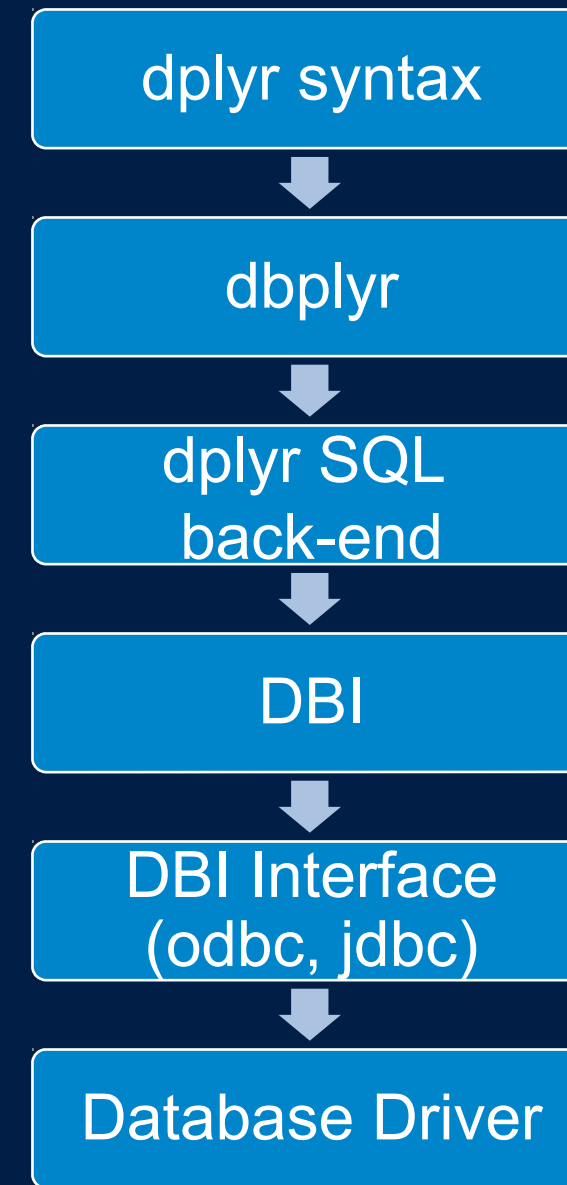 dplyr syntax
dbplyr
dplyr SQL
back-end
DBI
DBI Interface
(odbc, jdbc)
Database Driver